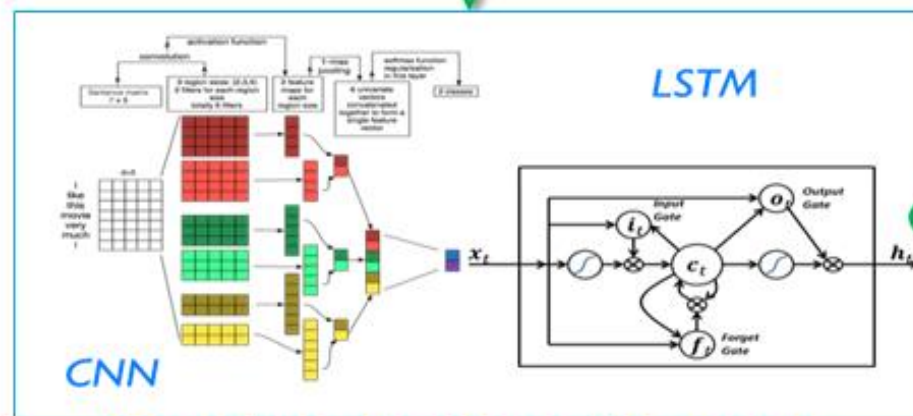 activation function
convolution
Sentence matrix
7 x 5
3 region sizes: (2,3,4)
2 filters for each region
size
totally 6 filters
2 feature
maps for
each
region size
1-max
pooling
6 univariate
vectors
concatenated
together to form a
single feature
vector
softmax function
regularization
in this layer
2 classes
d=5
I
like
this
movie
very
much
!
CNN
LSTM
x_t
Input
Gate
i_t
c_t
o_t
Output
Gate
f_t
Forget
Gate
h_t